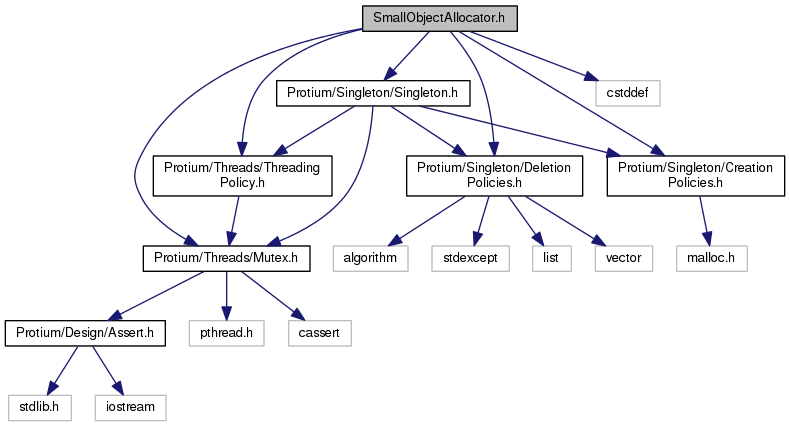 SmallObjectAllocator.h
Protium/Singleton/Singleton.h
cstddef
Protium/Threads/Threading
Policy.h
Protium/Singleton/Deletion
Policies.h
Protium/Singleton/Creation
Policies.h
Protium/Threads/Mutex.h
algorithm
stdexcept
list
vector
malloc.h
Protium/Design/Assert.h
pthread.h
cassert
stdlib.h
iostream